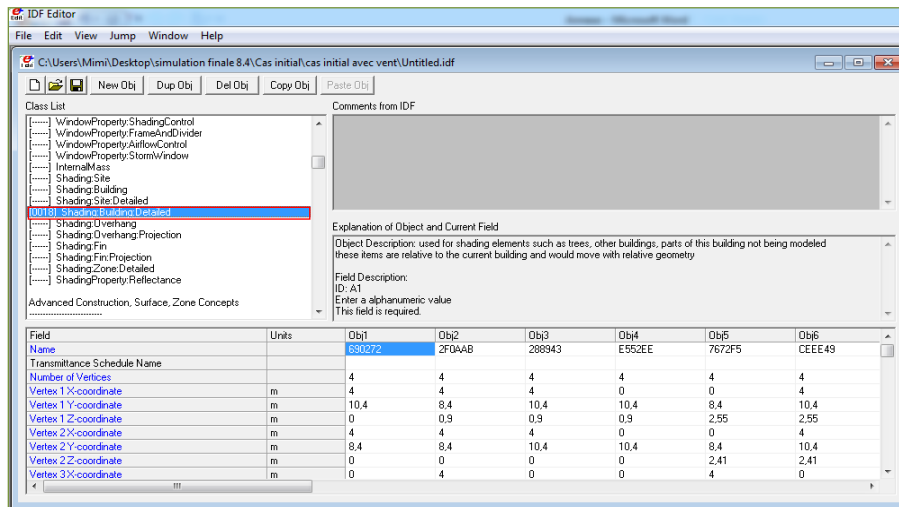 IDF Editor
File Edit View Jump Window Help
C:\Users\Mimi\Desktop\simulation finale 8.4\Cas initial\cas initial avec vent\Untitled.idf
New Obj Dup Obj Del Obj Copy Obj Paste Obj
Class List
Comments from IDF
[------] WindowProperty:ShadingControl
[------] WindowProperty:FrameAndDivider
[------] WindowProperty:AirflowControl
[------] WindowProperty:StormWindow
[------] InternalMass
[------] Shading:Site
[------] Shading:Building
[------] Shading:Site:Detailed
[0018] Shading:Building:Detailed
[------] Shading:Overhang
[------] Shading:Overhang:Projection
[------] Shading:Fin
[------] Shading:Fin:Projection
[------] Shading:Zone:Detailed
[------] ShadingProperty:Reflectance
Advanced Construction, Surface, Zone Concepts
--------------------------
Explanation of Object and Current Field
Object Description: used for shading elements such as trees, other buildings, parts of this building not being modeled
these items are relative to the current building and would move with relative geometry
Field Description:
ID: A1
Enter a alphanumeric value
This field is required.
Field Units Obj1 Obj2 Obj3 Obj4 Obj5 Obj6
Name 690272 2F0AAB 288943 E552EE 7672F5 CEEE49
Transmittance Schedule Name
Number of Vertices 4 4 4 4 4 4
Vertex 1 X-coordinate m 4 4 4 0 0 4
Vertex 1 Y-coordinate m 10,4 8,4 10,4 10,4 8,4 10,4
Vertex 1 Z-coordinate m 0 0,9 0,9 0,9 2,55 2,55
Vertex 2 X-coordinate m 4 4 4 0 0 4
Vertex 2 Y-coordinate m 8,4 8,4 10,4 10,4 8,4 10,4
Vertex 2 Z-coordinate m 0 0 0 0 2,41 2,41
Vertex 3 X-coordinate m 0 4 0 0 4 0